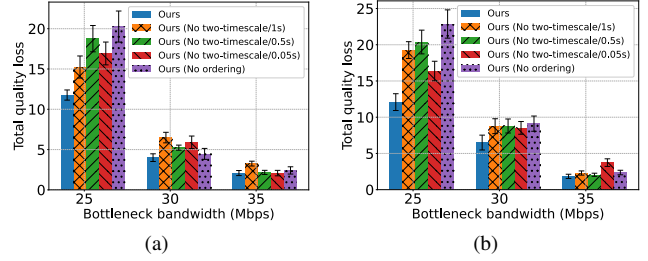 Total quality loss
20
15
10
5
0
Ours
Ours (No two-timescale/1s)
Ours (No two-timescale/0.5s)
Ours (No two-timescale/0.05s)
Ours (No ordering)
25 30 35
Bottleneck bandwidth (Mbps)
(a)
Total quality loss
25
20
15
10
5
0
Ours
Ours (No two-timescale/1s)
Ours (No two-timescale/0.5s)
Ours (No two-timescale/0.05s)
Ours (No ordering)
25 30 35
Bottleneck bandwidth (Mbps)
(b)